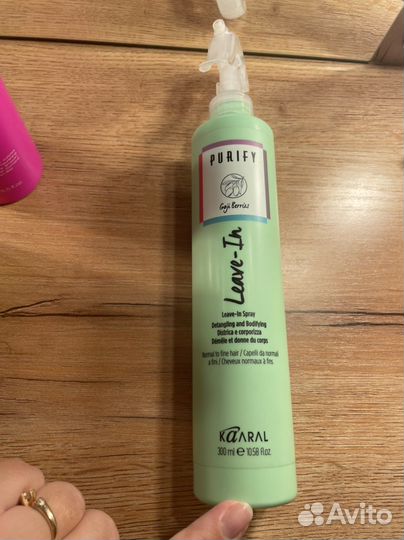 PURIFY
Goji Berries
Leave-In
Leave-In Spray
Detangling and Bodifying
Districa e corporizza
Démêle et donne du corps
Normal to fine hair / Capelli da normali
a fini / Cheveux normaux à fins.
KAARAL
300 ml ℮ 10.58 fl.oz.
Avito